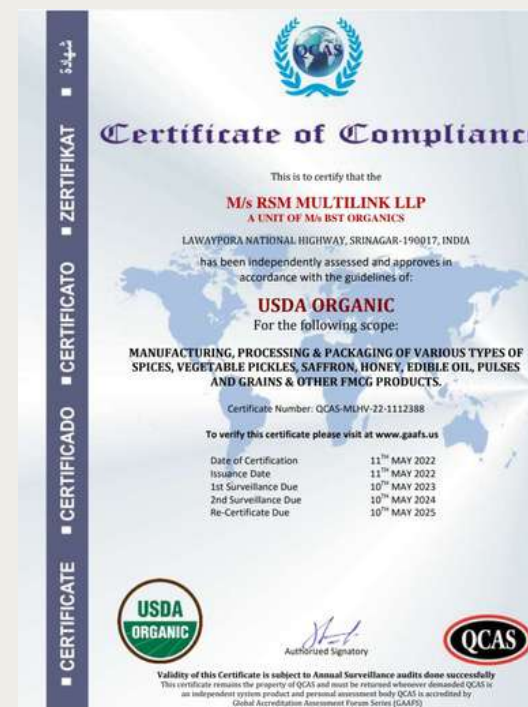 QCAS
Certificate of Complianc
This is to certify that the
M/s RSM MULTILINK LLP
A UNIT OF M/s BST ORGANICS
LAWAYPORA NATIONAL HIGHWAY, SRINAGAR-190017, INDIA
has been independently assessed and approves in
accordance with the guidelines of:
USDA ORGANIC
For the following scope:
MANUFACTURING, PROCESSING & PACKAGING OF VARIOUS TYPES OF
SPICES, VEGETABLE PICKLES, SAFFRON, HONEY, EDIBLE OIL, PULSES
AND GRAINS & OTHER FMCG PRODUCTS.
Certificate Number: QCAS-MLHV-22-1112388
To verify this certificate please visit at www.gaafs.us
Date of Certification 11TH MAY 2022
Issuance Date 11TH MAY 2022
1st Surveillance Due 10TH MAY 2023
2nd Surveillance Due 10TH MAY 2024
Re-Certificate Due 10TH MAY 2025
USDA
ORGANIC
Authorized Signatory
QCAS
Validity of this Certificate is subject to Annual Surveillance audits done successfully
This certificate remains the property of QCAS and must be returned whenever demanded QCAS is
an independent system product and personal assessment body QCAS is accredited by
Global Accreditation Assessment Forum Series (GAAFS)
■ CERTIFICATE ■ CERTIFICADO ■ CERTIFICATO ■ ZERTIFIKAT ■ شهادة